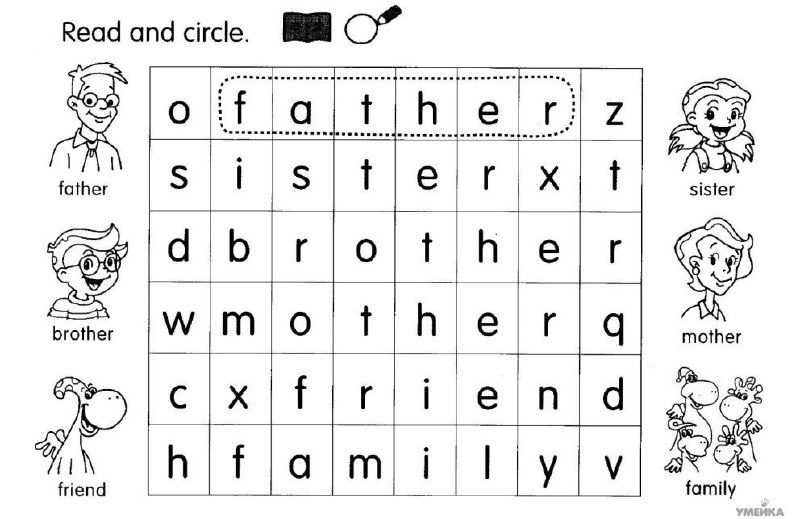 Read and circle.
o f a t h e r z
s i s t e r x t
d b r o t h e r
w m o t h e r q
c x f r i e n d
h f a m i l y v
father
brother
friend
sister
mother
family
УМЕЙКА